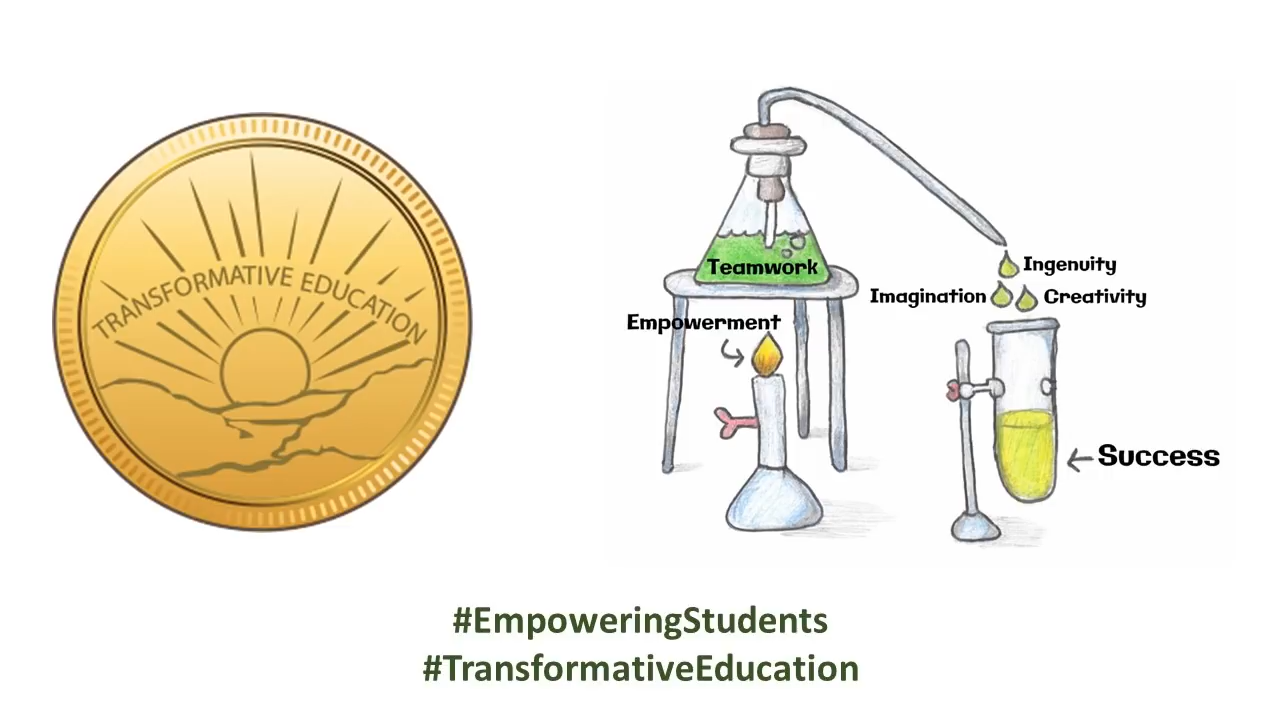 TRANSFORMATIVE EDUCATION
Teamwork
Empowerment
Ingenuity
Imagination
Creativity
Success
#EmpoweringStudents
#TransformativeEducation